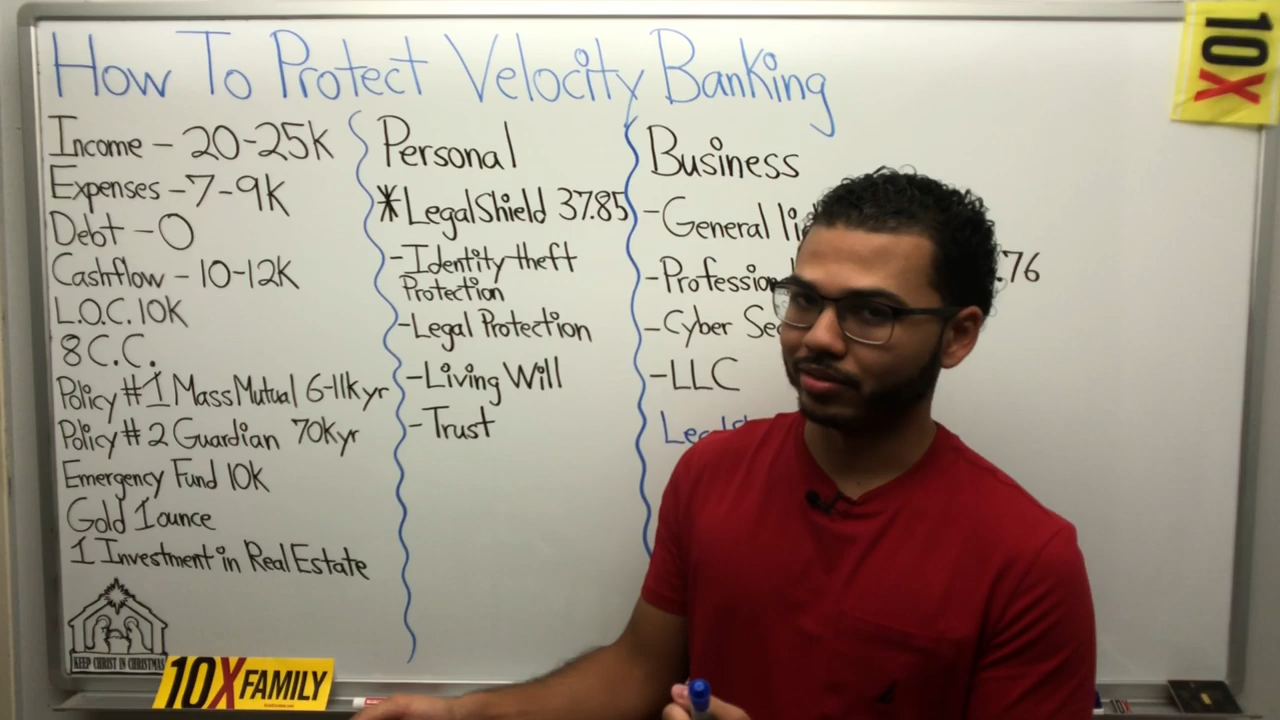 How To Protect Velocity Banking
Income - 20-25K
Expenses - 7-9K
Debt - 0
Cashflow - 10-12K
L.O.C. 10K
8 C.C.
Policy #1 MassMutual 6-11k yr
Policy #2 Guardian 70K yr
Emergency Fund 10K
Gold 1 ounce
1 Investment in Real Estate
KEEP CHRIST IN CHRISTMAS
10X FAMILY
Personal
*LegalShield 37.85
-Identity theft
Protection
-Legal Protection
-Living Will
-Trust
Business
-General
.76
-Cyber
-LLC
10X